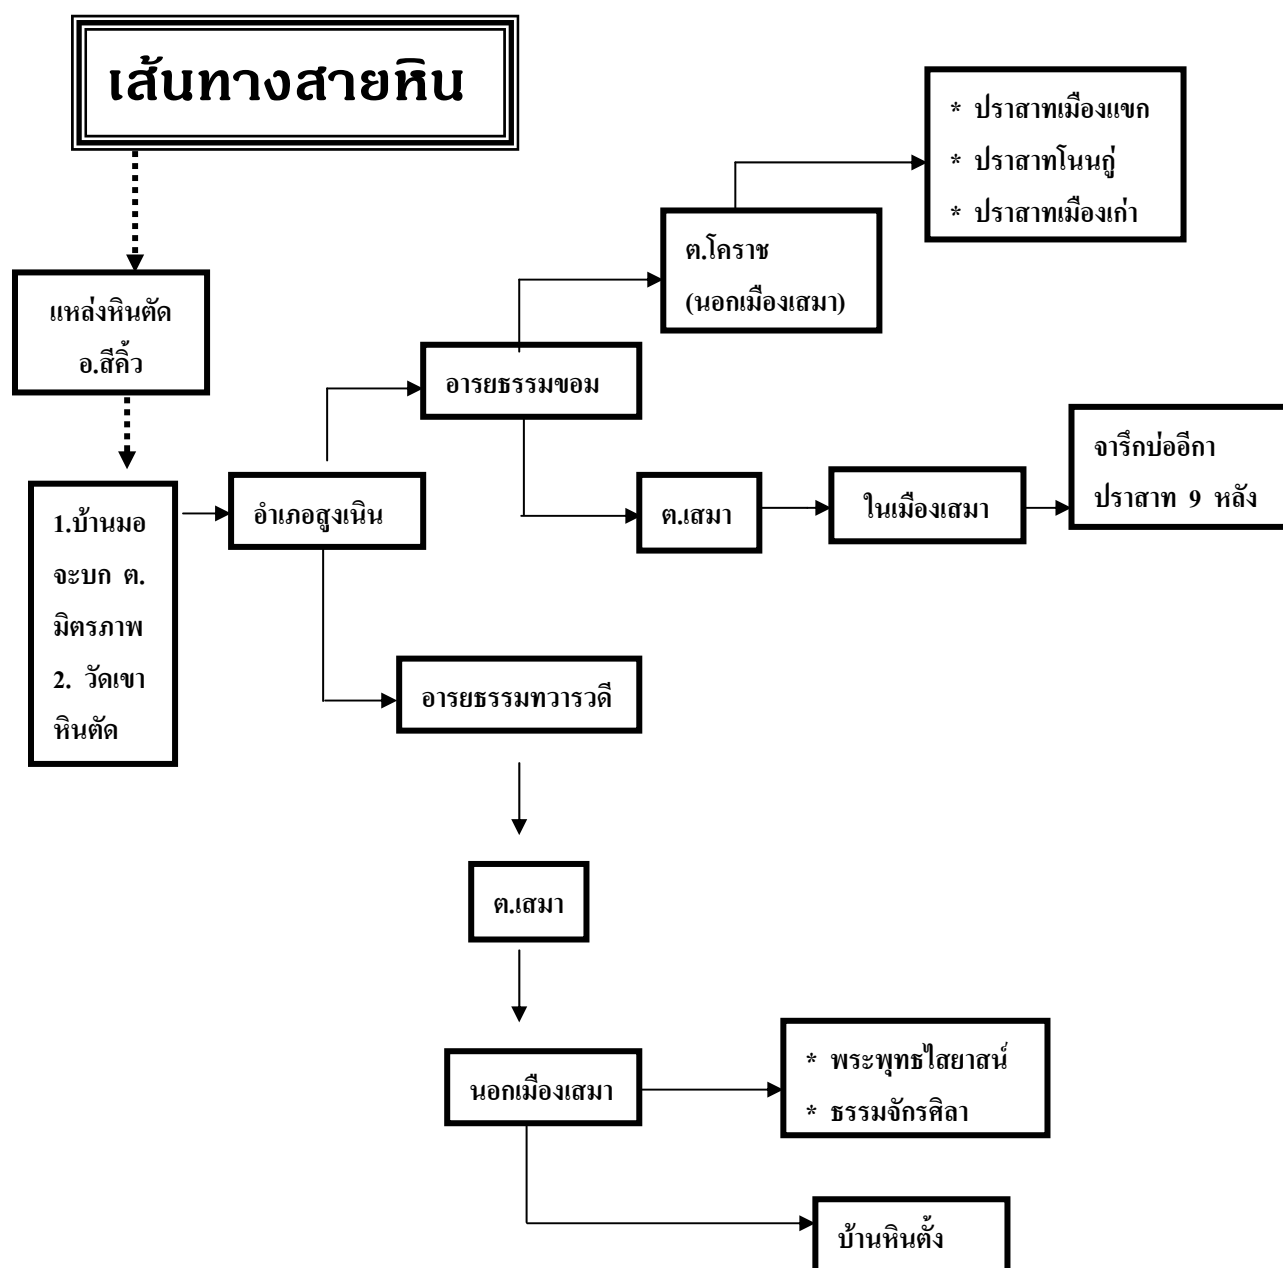 เส้นทางสายหิน
* ปราสาทเมืองแขก
* ปราสาทโนนกู่
* ปราสาทเมืองเก่า
ต.โคราช
(นอกเมืองเสมา)
แหล่งหินตัด
อ.สีคิ้ว
อารยธรรมขอม
จารึกบ่ออีกา
ปราสาท 9 หลัง
ในเมืองเสมา
ต.เสมา
อำเภอสูงเนิน
1.บ้านมอ
จะบก ต.
มิตรภาพ
2. วัดเขา
หินตัด
อารยธรรมทวารวดี
ต.เสมา
นอกเมืองเสมา
* พระพุทธไสยาสน์
* ธรรมจักรศิลา
บ้านหินตั้ง